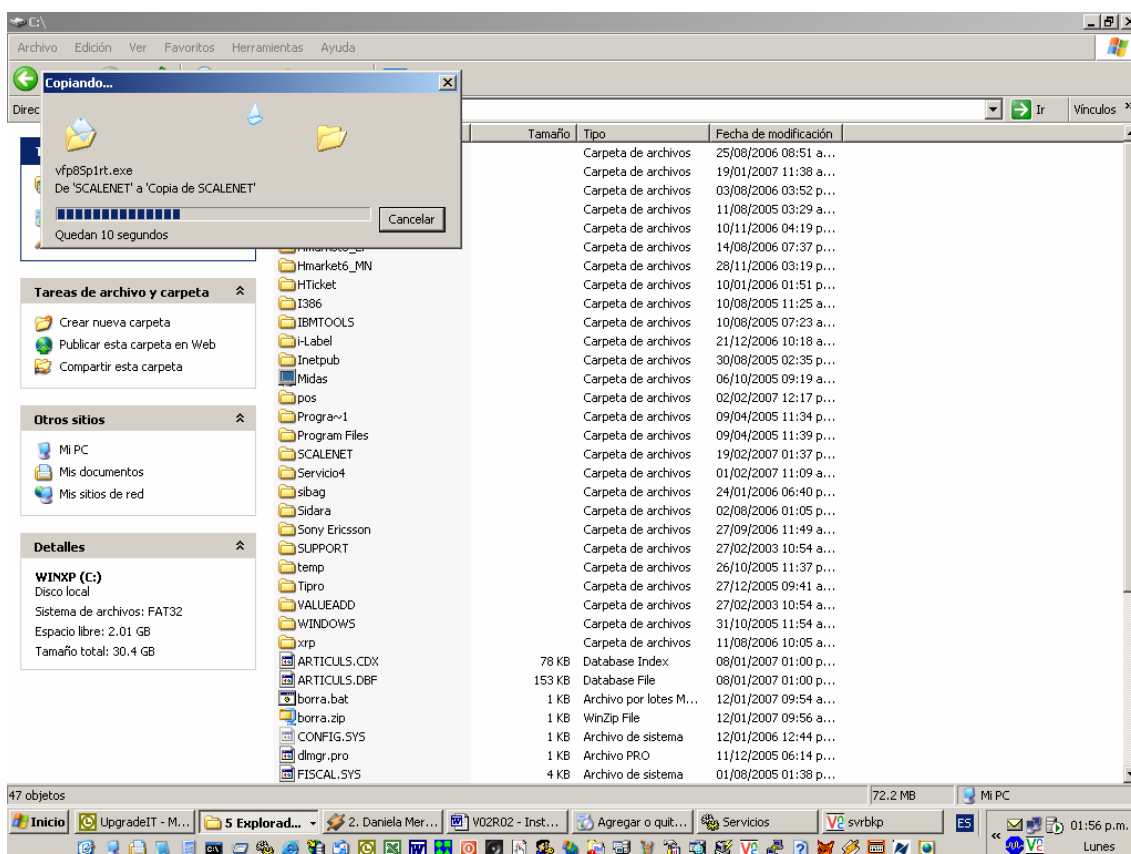 C:\
Archivo Edición Ver Favoritos Herramientas Ayuda
Copiando...
Direc
Ir
Vínculos
vfp8Sp1rt.exe
De 'SCALENET' a 'Copia de SCALENET'
Cancelar
Quedan 10 segundos
Tamaño Tipo Fecha de modificación
Carpeta de archivos 25/08/2006 08:51 a...
Carpeta de archivos 19/01/2007 11:38 a...
Carpeta de archivos 03/08/2006 03:52 p...
Carpeta de archivos 11/08/2005 03:29 a...
Carpeta de archivos 10/11/2006 04:19 p...
Carpeta de archivos 14/08/2006 07:37 p...
Hmarket6_MN Carpeta de archivos 28/11/2006 03:19 p...
HTicket Carpeta de archivos 10/01/2006 01:51 p...
I386 Carpeta de archivos 10/08/2005 11:25 a...
IBMTOOLS Carpeta de archivos 10/08/2005 07:23 a...
i-Label Carpeta de archivos 21/12/2006 10:18 a...
Inetpub Carpeta de archivos 30/08/2005 02:35 p...
Midas Carpeta de archivos 06/10/2005 09:19 a...
pos Carpeta de archivos 02/02/2007 12:17 p...
Progra~1 Carpeta de archivos 09/04/2005 11:34 p...
Program Files Carpeta de archivos 09/04/2005 11:39 p...
SCALENET Carpeta de archivos 19/02/2007 01:37 p...
Servicio4 Carpeta de archivos 01/02/2007 11:09 a...
sibag Carpeta de archivos 24/01/2006 06:40 p...
Sidara Carpeta de archivos 02/08/2006 01:05 p...
Sony Ericsson Carpeta de archivos 27/09/2006 11:49 a...
SUPPORT Carpeta de archivos 27/02/2003 10:54 a...
temp Carpeta de archivos 26/10/2005 11:37 p...
Tipro Carpeta de archivos 27/12/2005 09:41 a...
VALUEADD Carpeta de archivos 27/02/2003 10:54 a...
WINDOWS Carpeta de archivos 31/10/2005 11:54 a...
xrp Carpeta de archivos 11/08/2006 10:05 a...
ARTICULS.CDX 78 KB Database Index 08/01/2007 01:00 p...
ARTICULS.DBF 153 KB Database File 08/01/2007 01:00 p...
borra.bat 1 KB Archivo por lotes M... 12/01/2007 09:54 a...
borra.zip 1 KB WinZip File 12/01/2007 09:56 a...
CONFIG.SYS 1 KB Archivo de sistema 12/01/2006 12:44 p...
dlmgr.pro 1 KB Archivo PRO 11/12/2005 06:14 p...
FISCAL.SYS 4 KB Archivo de sistema 01/08/2005 01:38 p...
Tareas de archivo y carpeta
Crear nueva carpeta
Publicar esta carpeta en Web
Compartir esta carpeta
Otros sitios
Mi PC
Mis documentos
Mis sitios de red
Detalles
WINXP (C:)
Disco local
Sistema de archivos: FAT32
Espacio libre: 2.01 GB
Tamaño total: 30.4 GB
47 objetos 72.2 MB Mi PC
Inicio UpgradeIT - M... 5 Explorad... 2. Daniela Mer... V02R02 - Inst... Agregar o quit... Servicios svrbkp ES 01:56 p.m.
Lunes